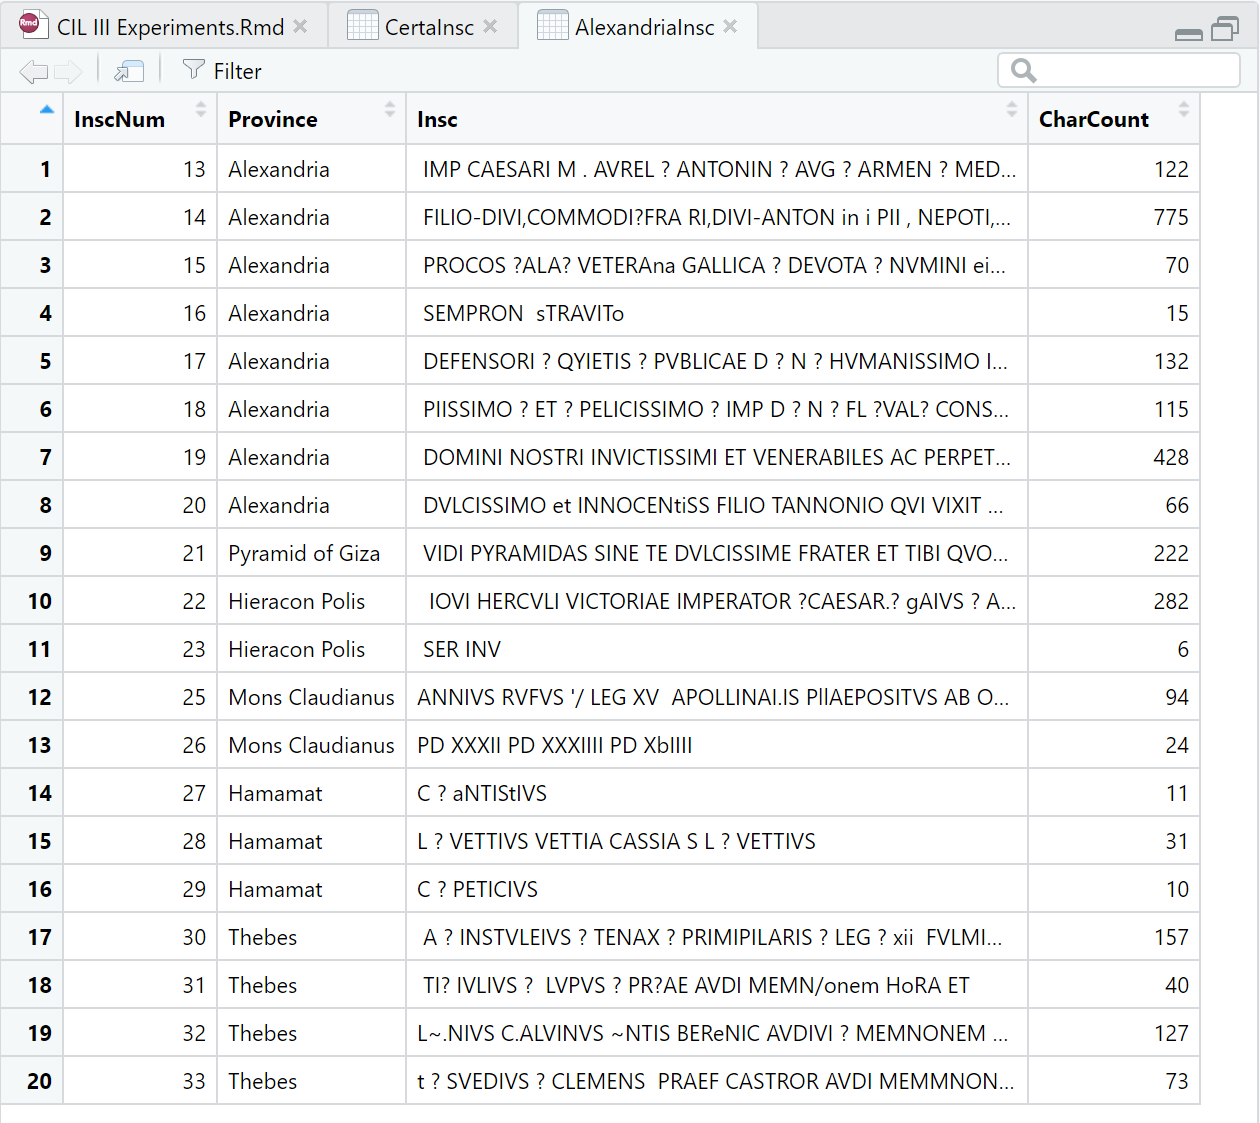 Rmd CIL III Experiments.Rmd CertaInsc AlexandriaInsc
Filter
InscNum Province Insc CharCount
1 13 Alexandria IMP CAESARI M . AVREL ? ANTONIN ? AVG ? ARMEN ? MED... 122
2 14 Alexandria FILIO-DIVI,COMMODI?FRA RI,DIVI-ANTON in i PII , NEPOTI,... 775
3 15 Alexandria PROCOS ?ALA? VETERAna GALLICA ? DEVOTA ? NVMINI ei... 70
4 16 Alexandria SEMPRON  sTRAVITo 15
5 17 Alexandria DEFENSORI ? QYIETIS ? PVBLICAE D ? N ? HVMANISSIMO I... 132
6 18 Alexandria PIISSIMO ? ET ? PELICISSIMO ? IMP D ? N ? FL ?VAL? CONS... 115
7 19 Alexandria DOMINI NOSTRI INVICTISSIMI ET VENERABILES AC PERPET... 428
8 20 Alexandria DVLCISSIMO et INNOCENtiSS FILIO TANNONIO QVI VIXIT ... 66
9 21 Pyramid of Giza VIDI PYRAMIDAS SINE TE DVLCISSIME FRATER ET TIBI QVO... 222
10 22 Hieracon Polis IOVI HERCVLI VICTORIAE IMPERATOR ?CAESAR.? gAIVS ? A... 282
11 23 Hieracon Polis SER INV 6
12 25 Mons Claudianus ANNIVS RVFVS '/ LEG XV  APOLLINAI.IS PllAEPOSITVS AB O... 94
13 26 Mons Claudianus PD XXXII PD XXXIIII PD XbIIII 24
14 27 Hamamat C ? aNTIStIVS 11
15 28 Hamamat L ? VETTIVS VETTIA CASSIA S L ? VETTIVS 31
16 29 Hamamat C ? PETICIVS 10
17 30 Thebes A ? INSTVLEIVS ? TENAX ? PRIMIPILARIS ? LEG ? xii  FVLMI... 157
18 31 Thebes TI? IVLIVS ?  LVPVS ? PR?AE AVDI MEMN/onem HoRA ET 40
19 32 Thebes L~.NIVS C.ALVINVS ~NTIS BEReNIC AVDIVI ? MEMNONEM ... 127
20 33 Thebes t ? SVEDIVS ? CLEMENS  PRAEF CASTROR AVDI MEMMNON... 73